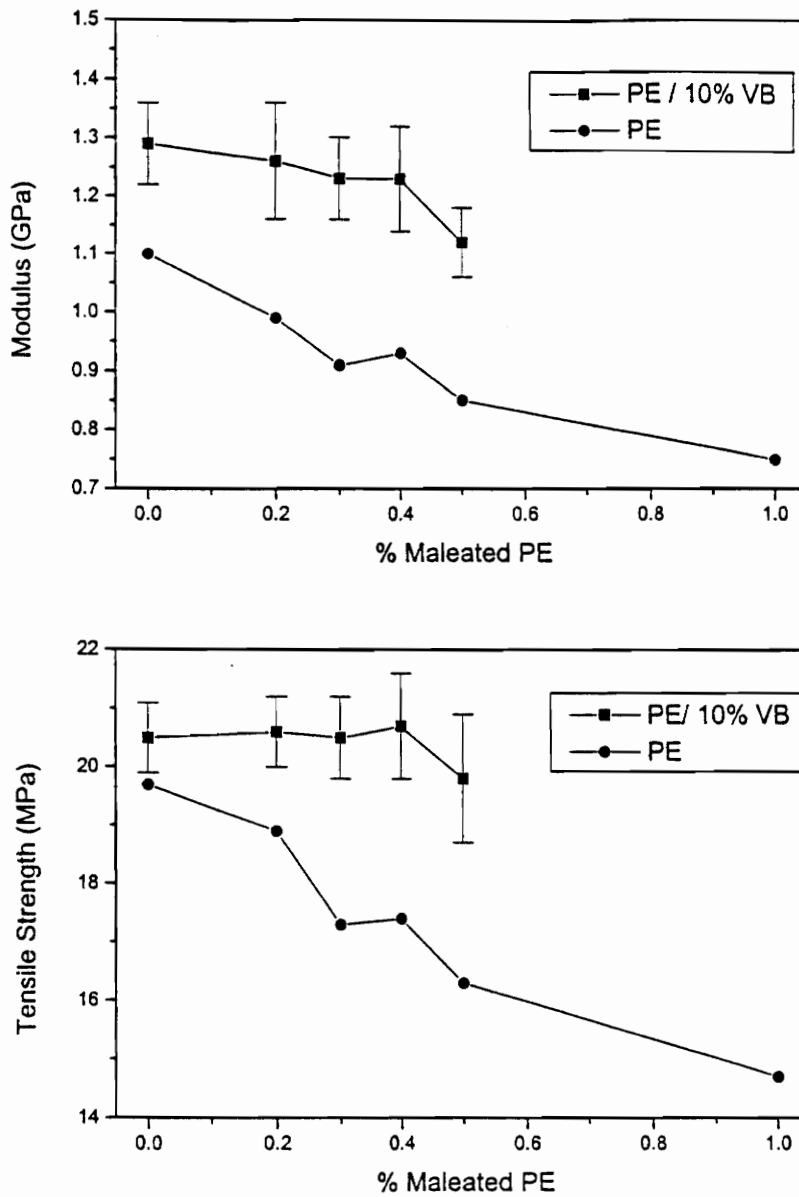 1.5
1.4
1.3
1.2
1.1
1.0
0.9
0.8
0.7
Modulus (GPa)
PE / 10% VB
PE
0.0 0.2 0.4 0.6 0.8 1.0
% Maleated PE
22
20
18
16
14
Tensile Strength (MPa)
PE/ 10% VB
PE
0.0 0.2 0.4 0.6 0.8 1.0
% Maleated PE